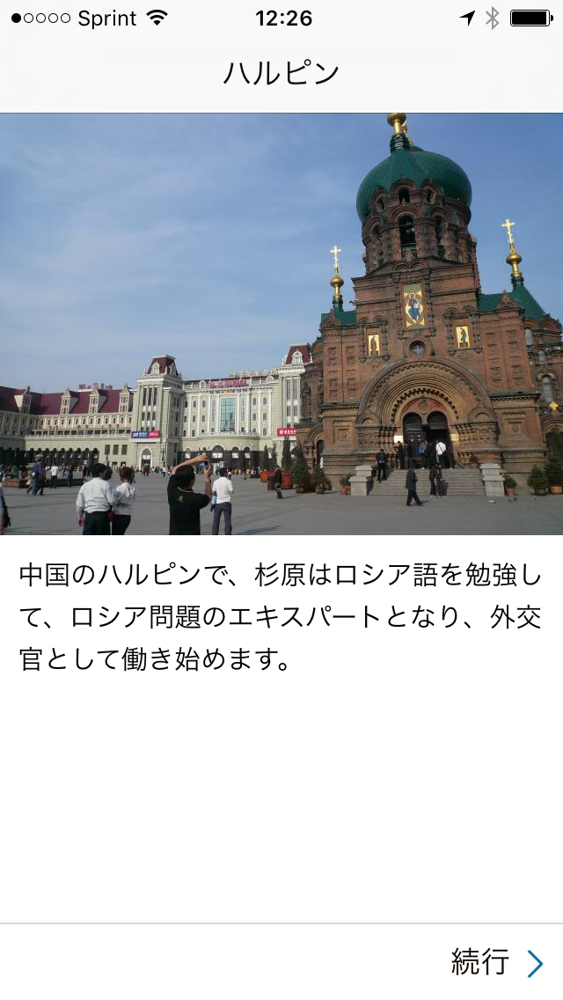 Sprint 12:26
ハルピン
中国のハルピンで、杉原はロシア語を勉強し
て、ロシア問題のエキスパートとなり、外交
官として働き始めます。
続行